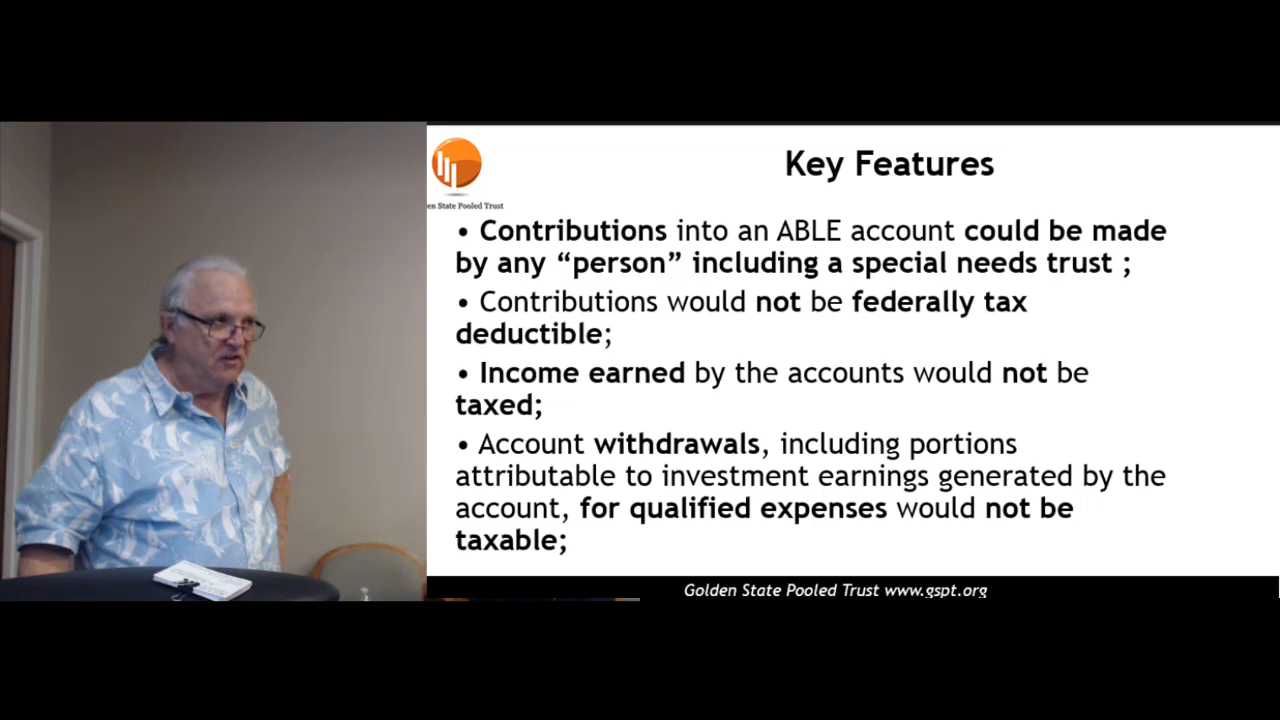 Key Features
en State Pooled Trust
• Contributions into an ABLE account could be made
by any “person” including a special needs trust ;
• Contributions would not be federally tax
deductible;
• Income earned by the accounts would not be
taxed;
• Account withdrawals, including portions
attributable to investment earnings generated by the
account, for qualified expenses would not be
taxable;
Golden State Pooled Trust www.gspt.org